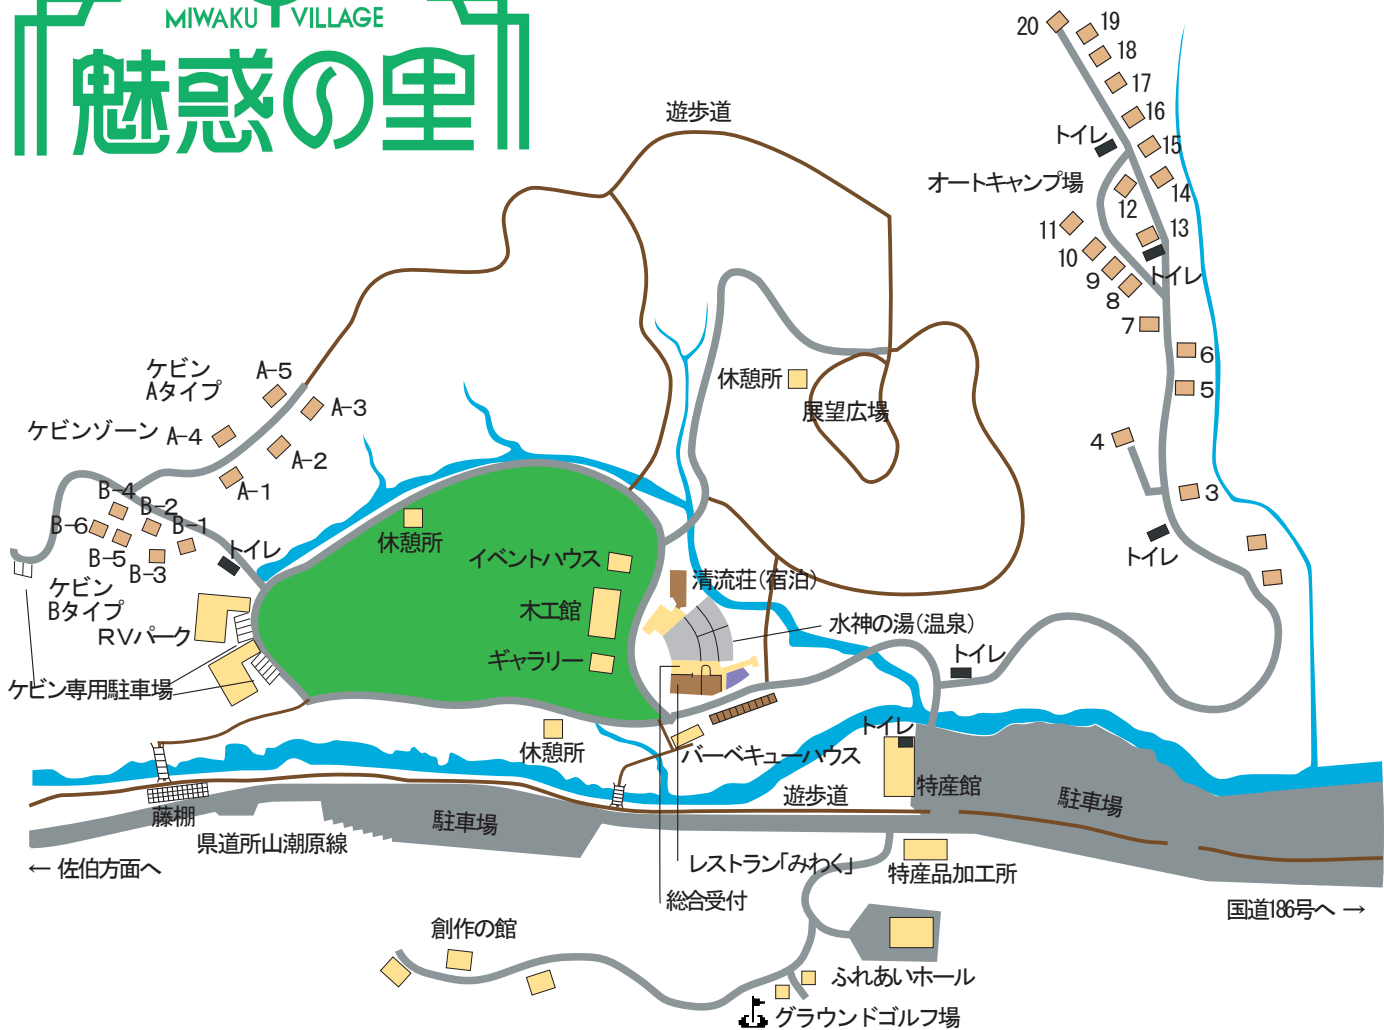 MIWAKU VILLAGE
魅惑の里
遊歩道
20
19
18
17
16
トイレ
15
オートキャンプ場
14
12
11
13
10
トイレ
9
8
7
6
5
4
3
トイレ
ケビン
Aタイプ
A-5
A-3
ケビンゾーン
A-4
A-2
A-1
B-4
B-2
B-6
B-1
B-5
B-3
トイレ
ケビン
Bタイプ
RVパーク
ケビン専用駐車場
休憩所
展望広場
休憩所
イベントハウス
木工館
ギャラリー
清流荘(宿泊)
水神の湯(温泉)
トイレ
休憩所
バーベキューハウス
トイレ
特産館
遊歩道
駐車場
藤棚
県道所山潮原線
駐車場
← 佐伯方面へ
レストラン「みわく」
総合受付
特産品加工所
国道186号へ →
創作の館
ふれあいホール
グラウンドゴルフ場